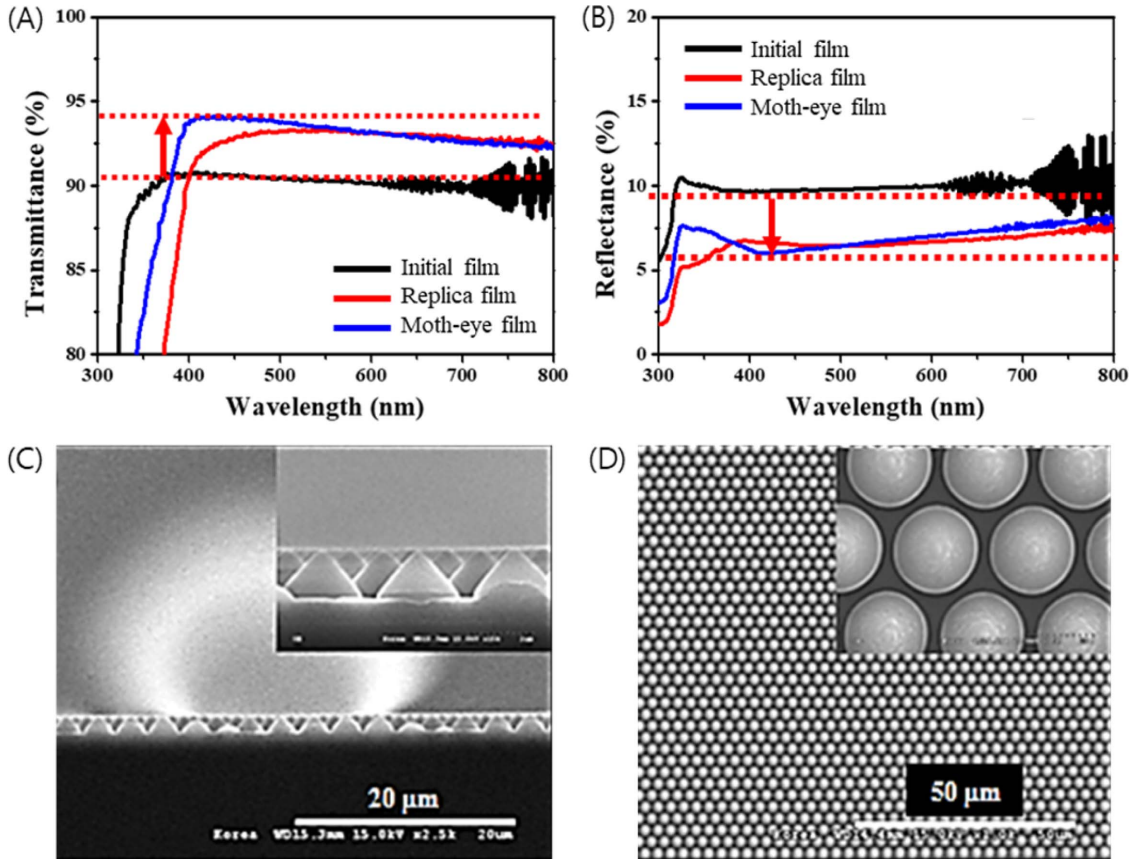 (A)
100
95
90
85
80
Transmittance (%)
Initial film
Replica film
Moth-eye film
300 400 500 600 700 800
Wavelength (nm)
(B)
20
15
10
5
0
Reflectance (%)
Initial film
Replica film
Moth-eye film
300 400 500 600 700 800
Wavelength (nm)
(C)
20 µm
Korea WD15.3mm 15.0kV x2.5k 20um
(D)
50 µm
Korea